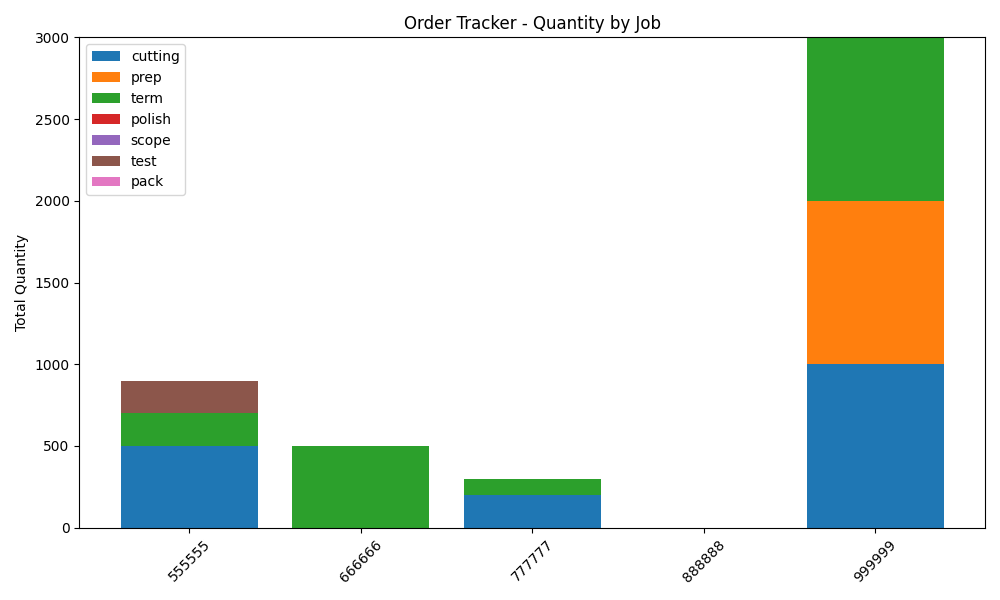 Order Tracker - Quantity by Job
cutting
prep
term
polish
scope
test
pack
Total Quantity
3000
2500
2000
1500
1000
500
0
555555
666666
777777
888888
999999